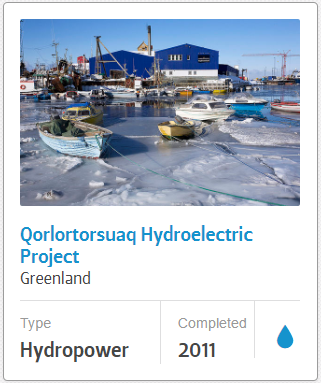 Qorlortorsuaq Hydroelectric
Project
Greenland
Type
Completed
Hydropower
2011